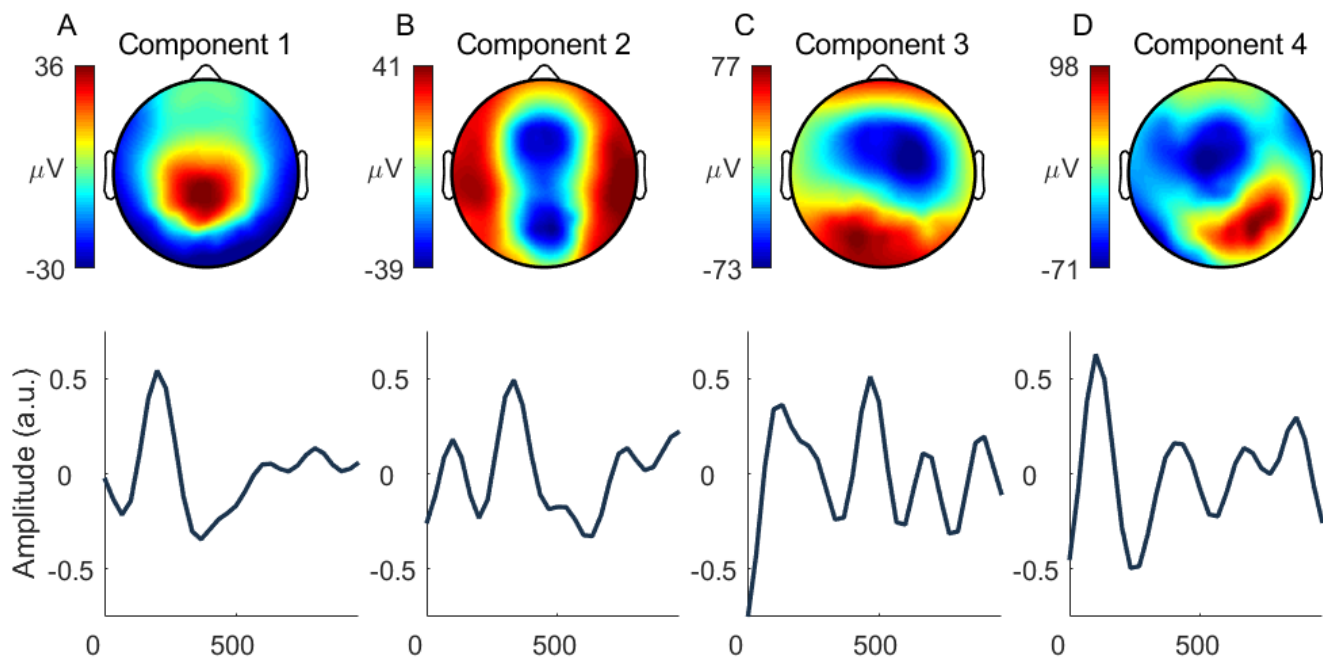 A
B
C
D
Component 1
Component 2
Component 3
Component 4
36
41
77
98
μV
μV
μV
μV
-30
-39
-73
-71
Amplitude (a.u.)
0.5
0
-0.5
0.5
0
-0.5
0.5
0
-0.5
0.5
0
-0.5
0 500
0 500
0 500
0 500